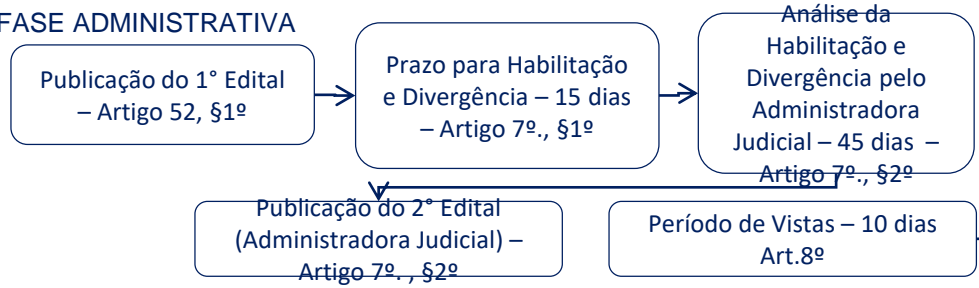 FASE ADMINISTRATIVA
Publicação do 1° Edital
– Artigo 52, §1º
Prazo para Habilitação
e Divergência – 15 dias
– Artigo 7º., §1º
Análise da
Habilitação e
Divergência pelo
Administradora
Judicial – 45 dias –
Artigo 7º., §2º
Publicação do 2° Edital
(Administradora Judicial) –
Artigo 7º. , §2º
Período de Vistas – 10 dias
Art.8º